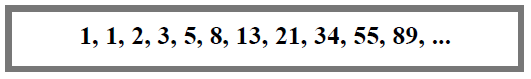 1, 1, 2, 3, 5, 8, 13, 21, 34, 55, 89, ...